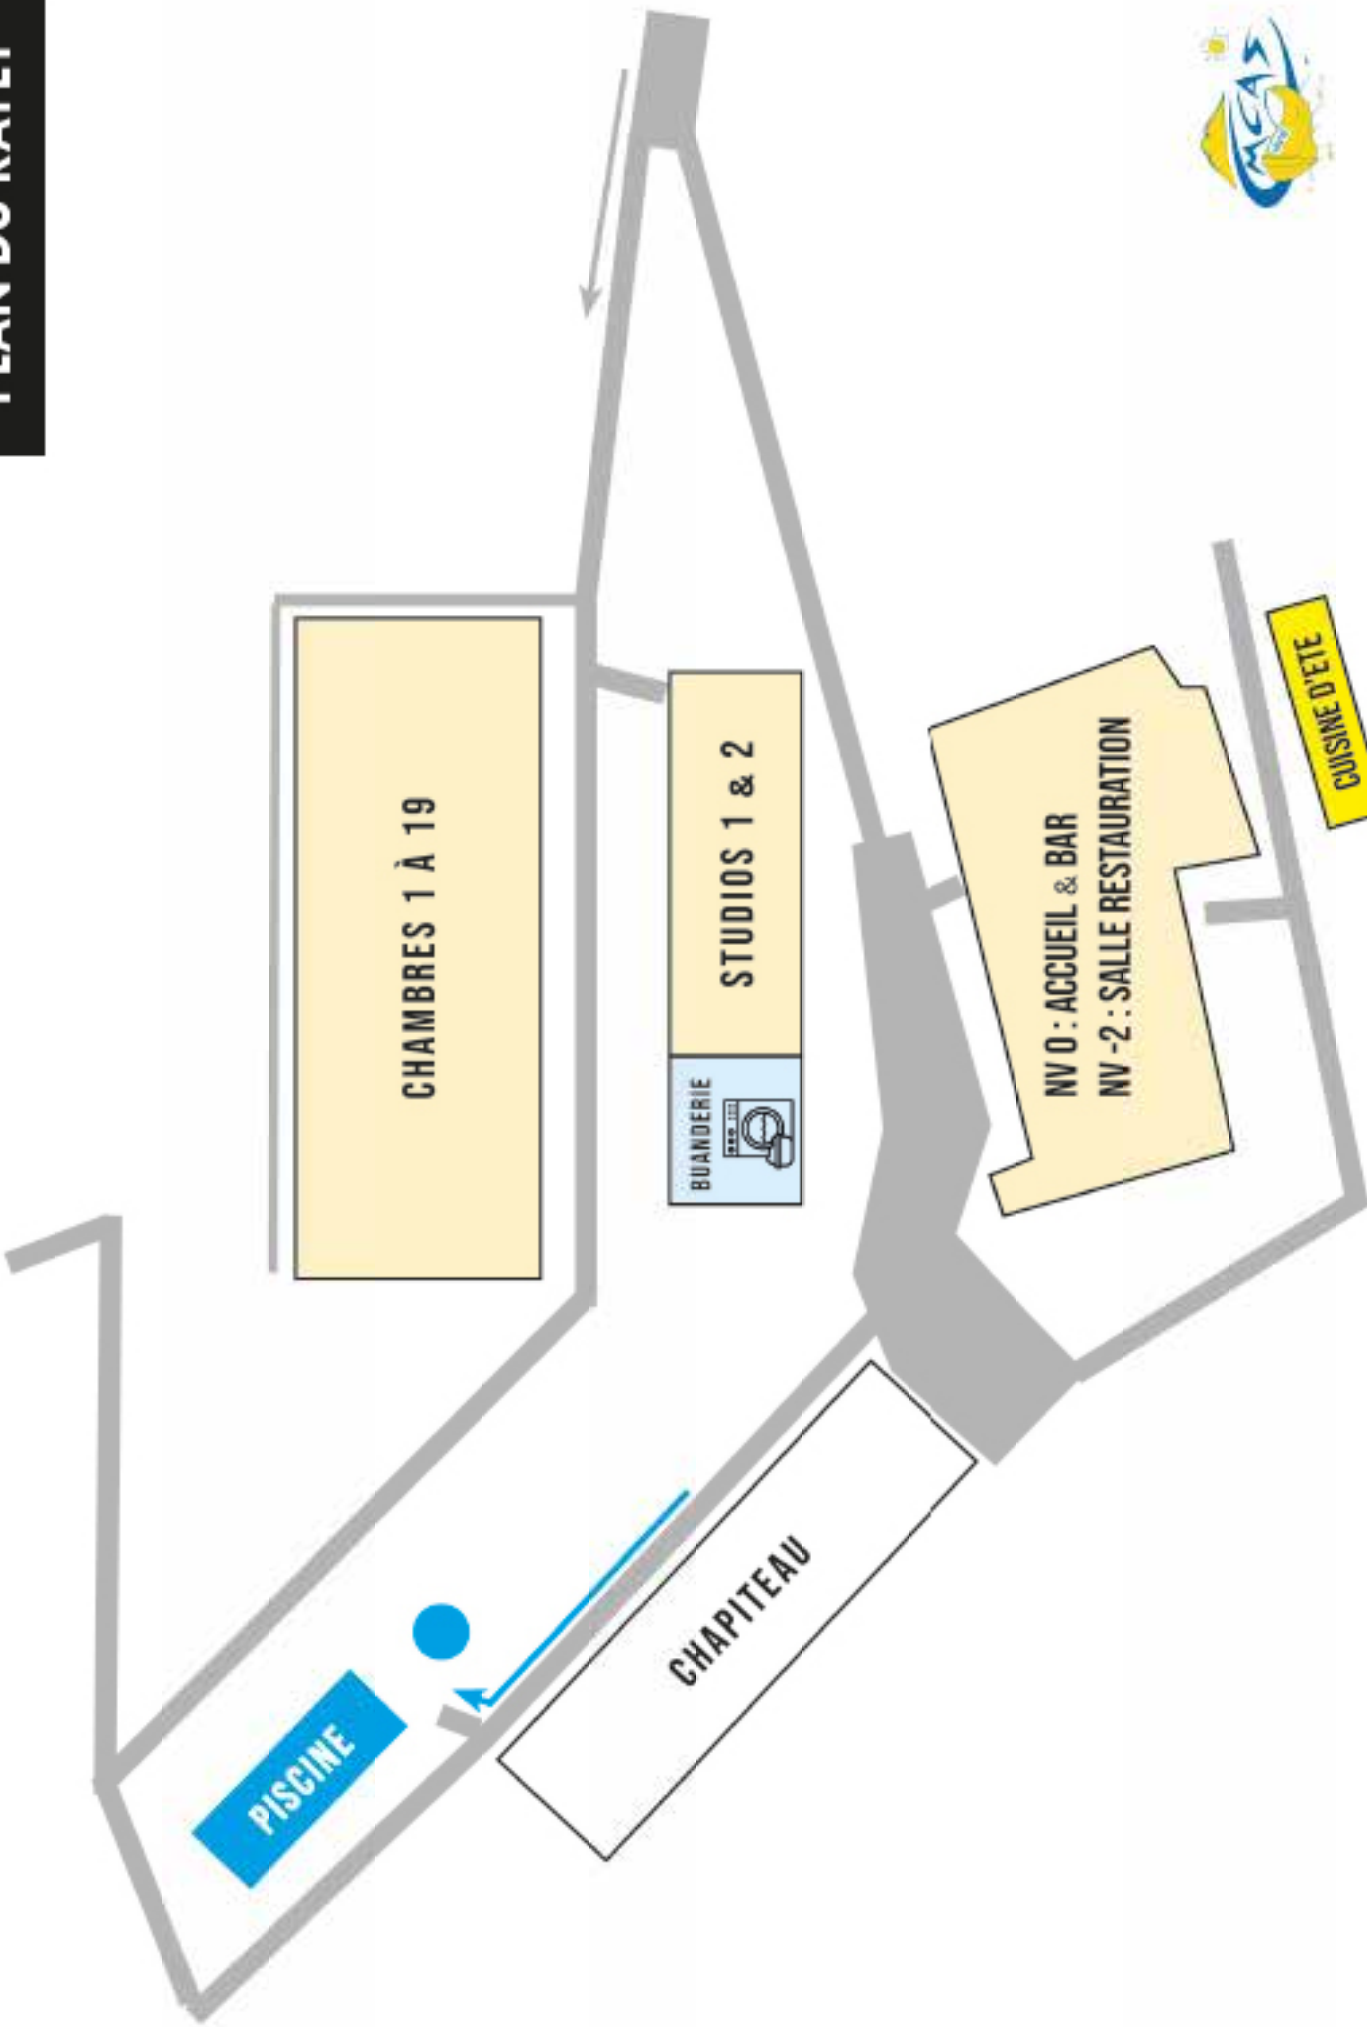 CHAMBRES 1 À 19
STUDIOS 1 & 2
BUANDERIE
NV 0 : ACCUEIL & BAR
NV -2 : SALLE RESTAURATION
CUISINE D'ETE
CHAPITEAU
PISCINE
MCAS